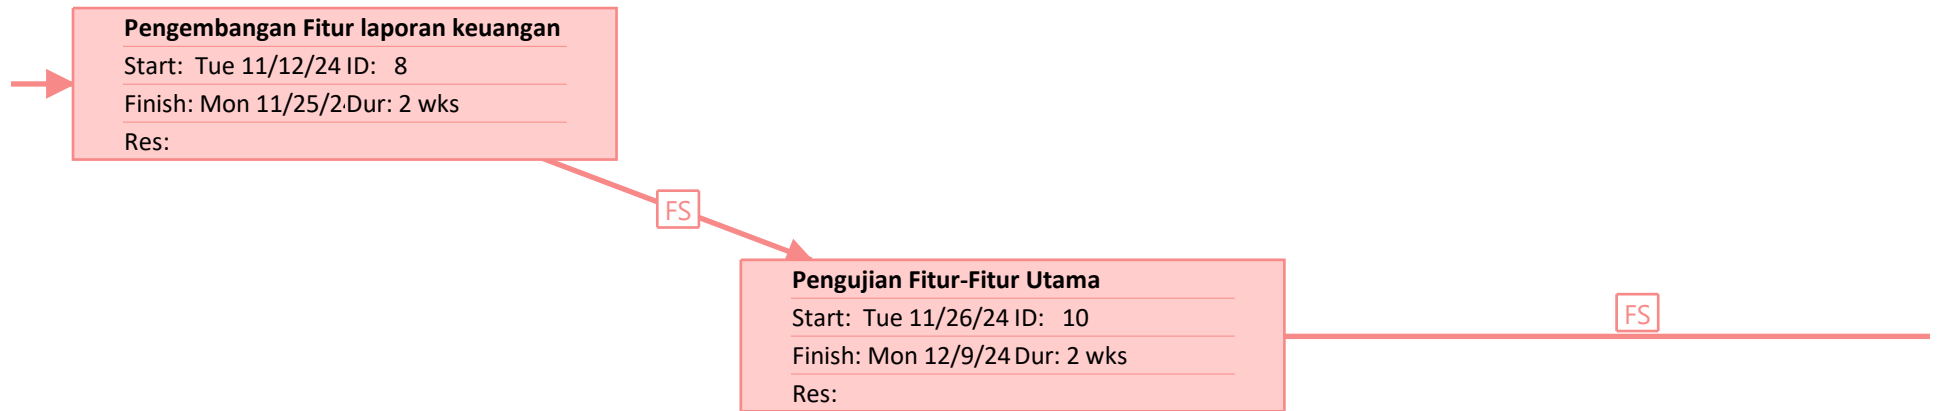 Pengembangan Fitur laporan keuangan
Start: Tue 11/12/24 ID: 8
Finish: Mon 11/25/2 Dur: 2 wks
Res:
FS
Pengujian Fitur-Fitur Utama
Start: Tue 11/26/24 ID: 10
Finish: Mon 12/9/24 Dur: 2 wks
Res:
FS